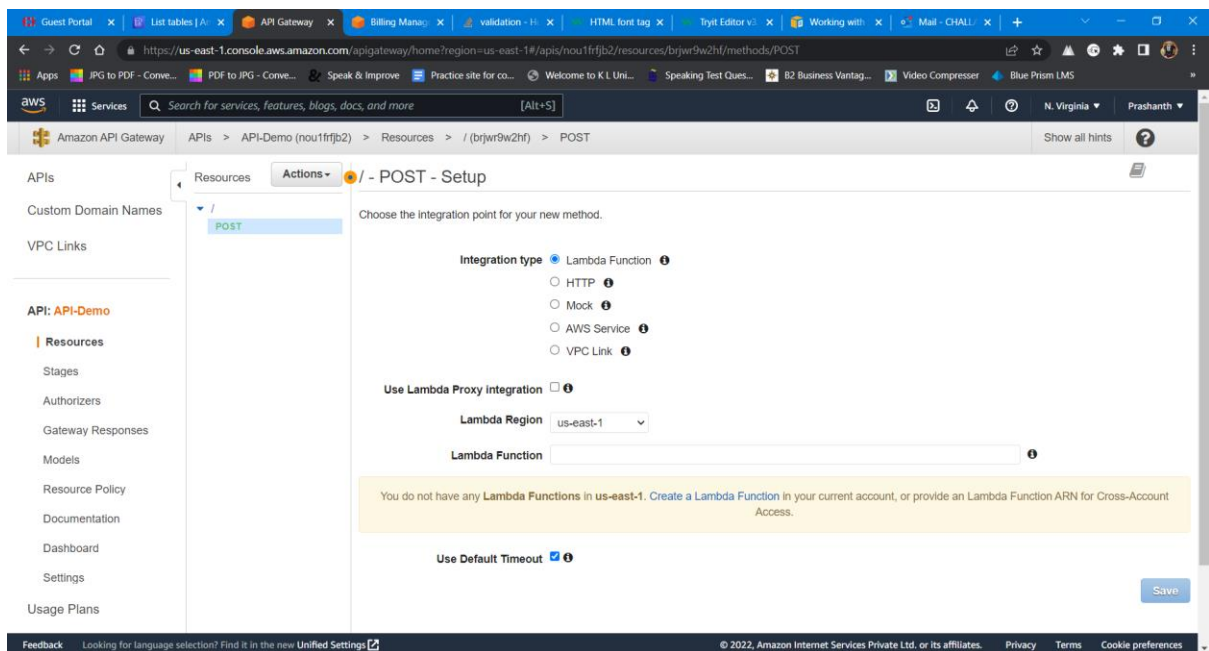 Guest Portal
List tables | A
API Gateway
Billing Manag
validation - H
HTML font tag
Tryit Editor v3
Working with
Mail - CHALL
https://us-east-1.console.aws.amazon.com/apigateway/home?region=us-east-1#/apis/nou1frfjb2/resources/brjwr9w2hf/methods/POST
Apps JPG to PDF - Conve... PDF to JPG - Conve... Speak & Improve Practice site for co... Welcome to K L Uni... Speaking Test Ques... B2 Business Vantag... Video Compresser Blue Prism LMS »
aws Services Search for services, features, blogs, docs, and more [Alt+S] N. Virginia Prashanth
Amazon API Gateway APIs > API-Demo (nou1frfjb2) > Resources > / (brjwr9w2hf) > POST Show all hints ?
APIs
Custom Domain Names
VPC Links
API: API-Demo
Resources
Stages
Authorizers
Gateway Responses
Models
Resource Policy
Documentation
Dashboard
Settings
Usage Plans
Resources Actions
/
POST
/ - POST - Setup
Choose the integration point for your new method.
Integration type Lambda Function
HTTP
Mock
AWS Service
VPC Link
Use Lambda Proxy integration
Lambda Region us-east-1
Lambda Function
You do not have any Lambda Functions in us-east-1. Create a Lambda Function in your current account, or provide an Lambda Function ARN for Cross-Account
Access.
Use Default Timeout
Save
Feedback Looking for language selection? Find it in the new Unified Settings © 2022, Amazon Internet Services Private Ltd. or its affiliates. Privacy Terms Cookie preferences